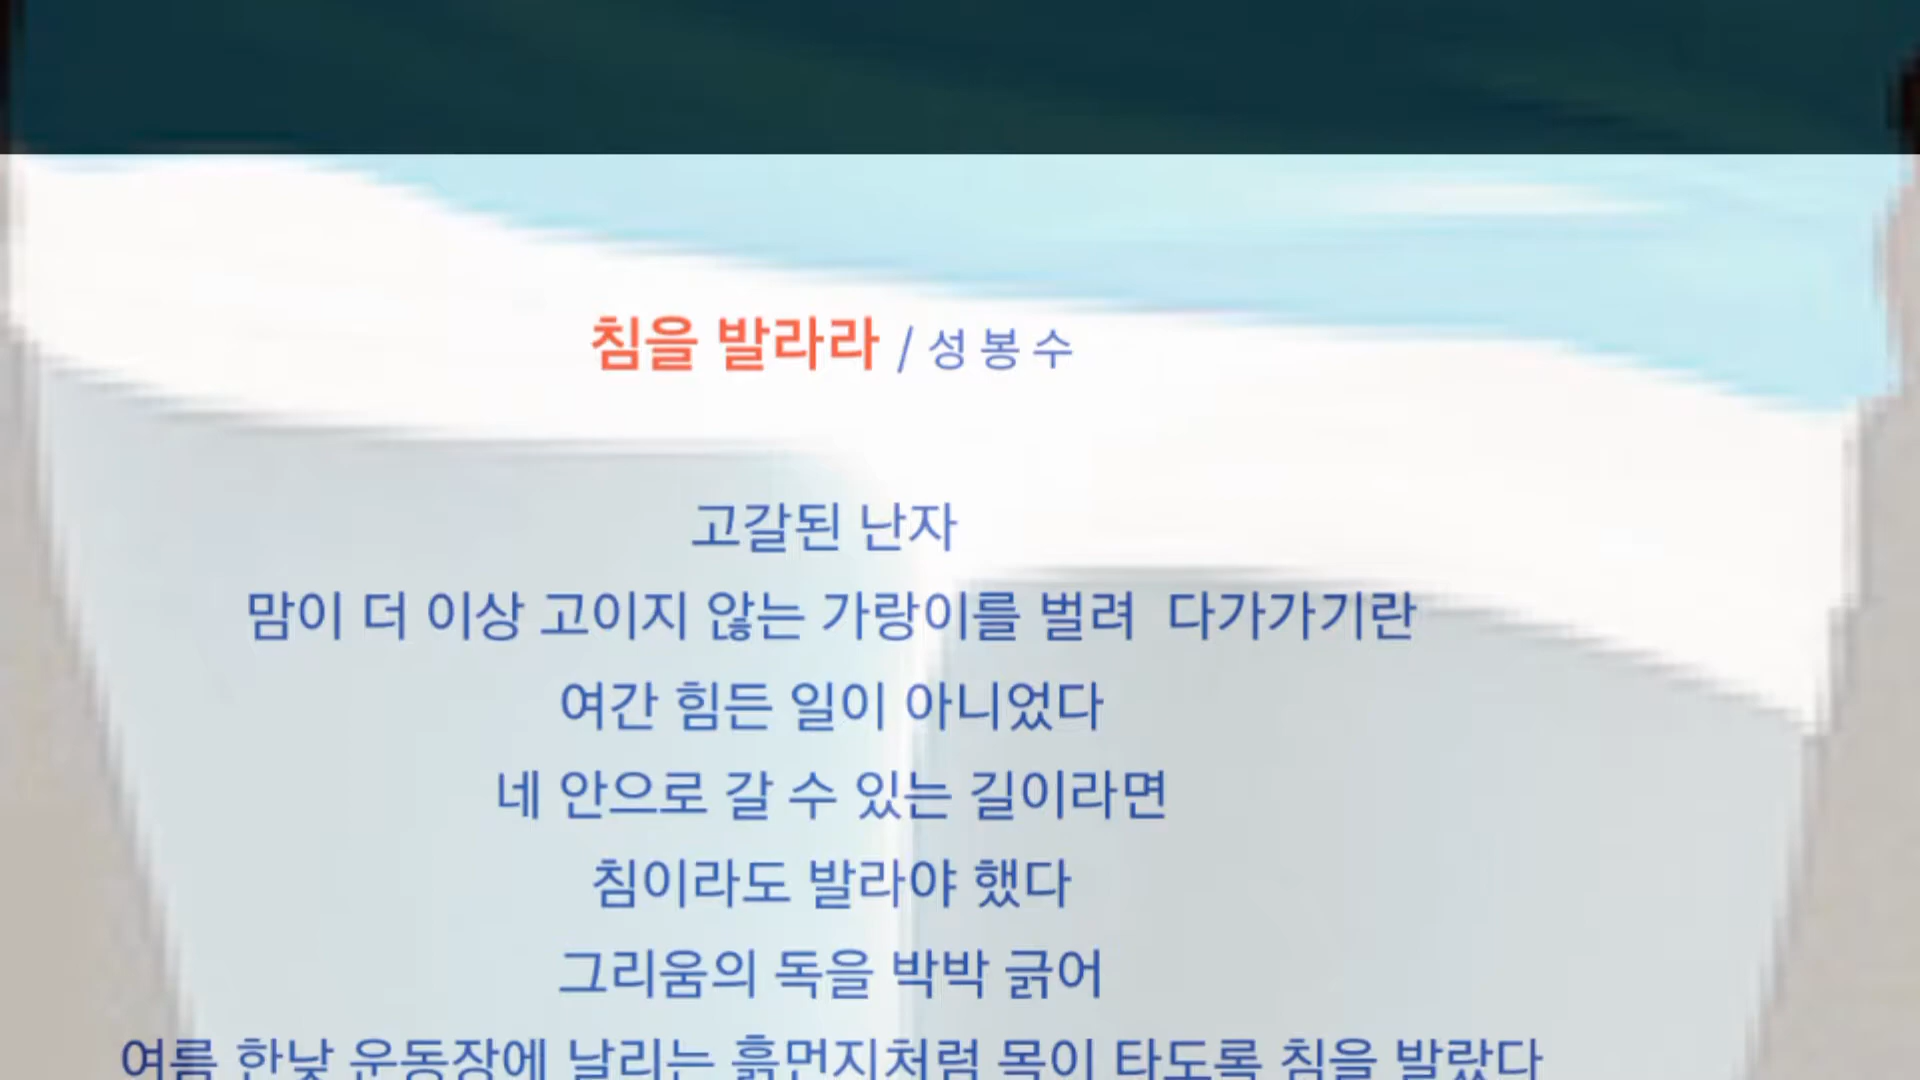 침을 발라라 / 성 봉 수
고갈된 난자
맘이 더 이상 고이지 않는 가랑이를 벌려 다가가기란
여간 힘든 일이 아니었다
네 안으로 갈 수 있는 길이라면
침이라도 발라야 했다
그리움의 독을 박박 긁어
여름 한낮 운동장에 날리는 흙먼지처럼 목이 타도록 침을 발랐다